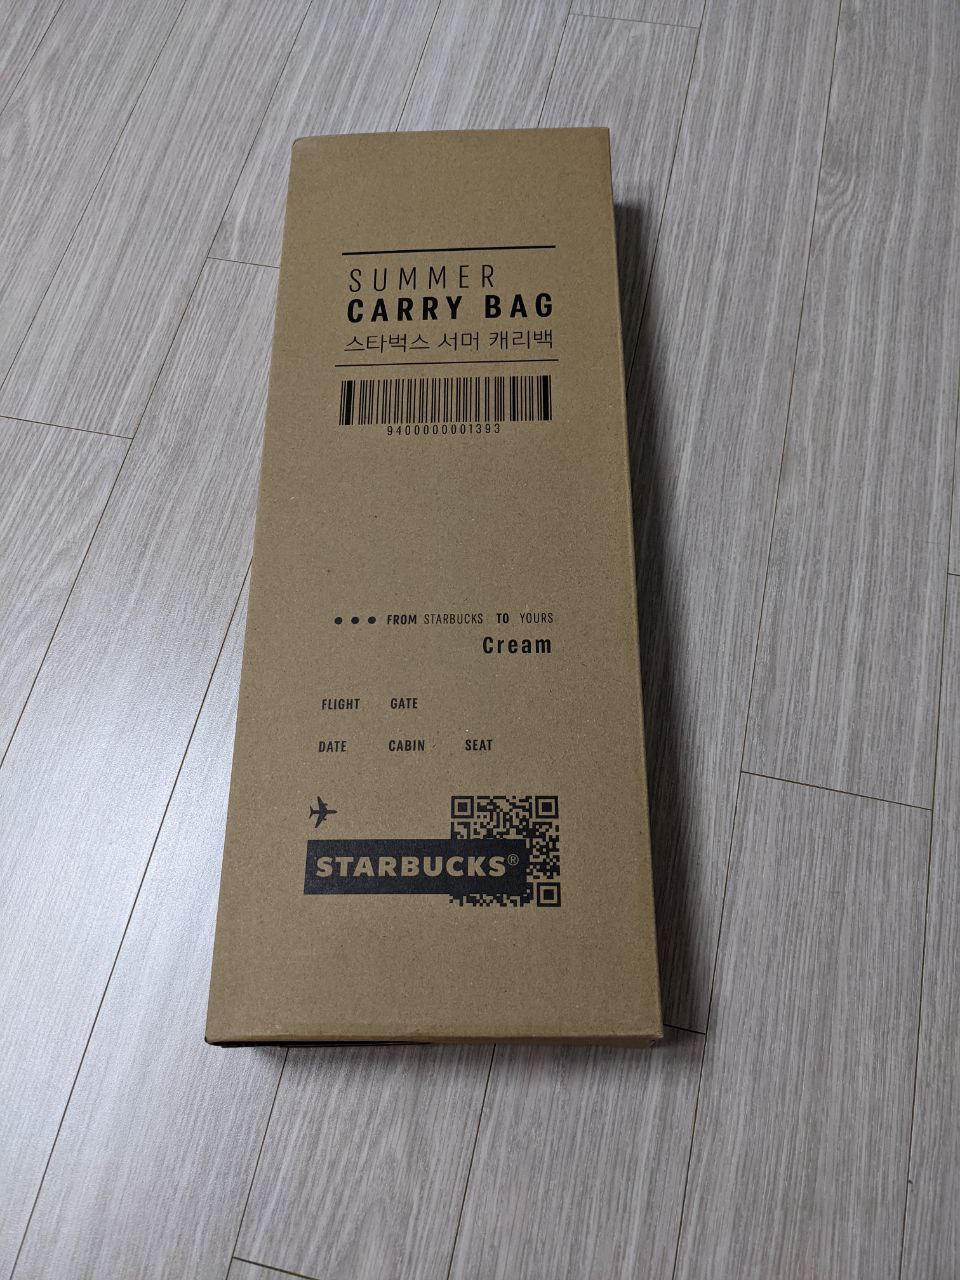 SUMMER
CARRY BAG
스타벅스 서머 캐리백
9400000001393
••• FROM STARBUCKS TO YOURS
Cream
FLIGHT GATE
DATE CABIN SEAT
STARBUCKS®